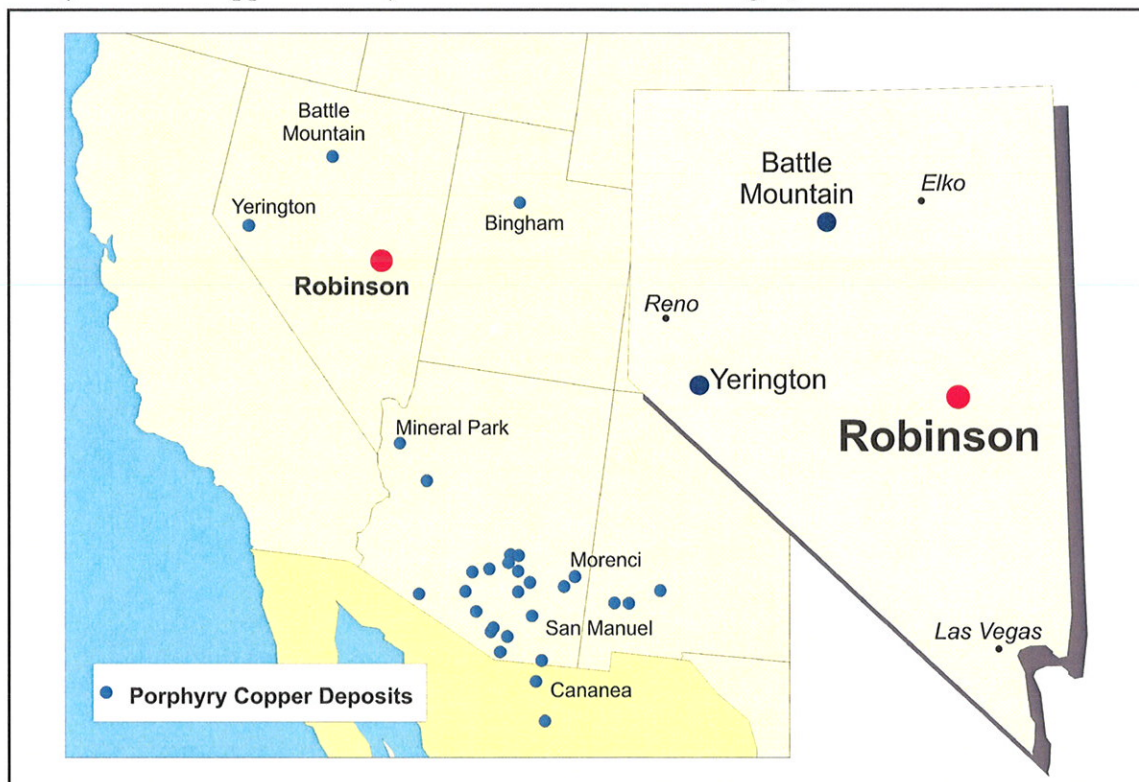 Battle
Mountain
Yerington
Bingham
Robinson
Mineral Park
Morenci
San Manuel
Cananea
Porphyry Copper Deposits
Battle
Mountain
Elko
Reno
Yerington
Robinson
Las Vegas